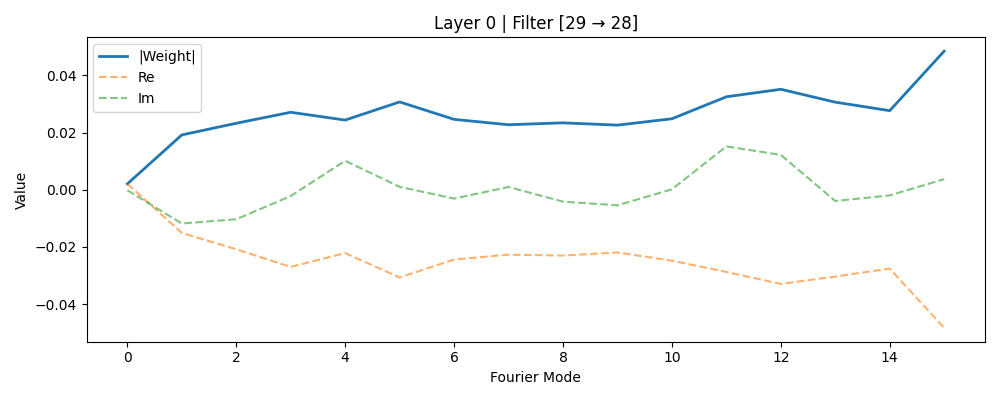 Layer 0 | Filter [29 → 28]
|Weight|
Re
Im
Value
0.04
0.02
0.00
−0.02
−0.04
0 2 4 6 8 10 12 14
Fourier Mode